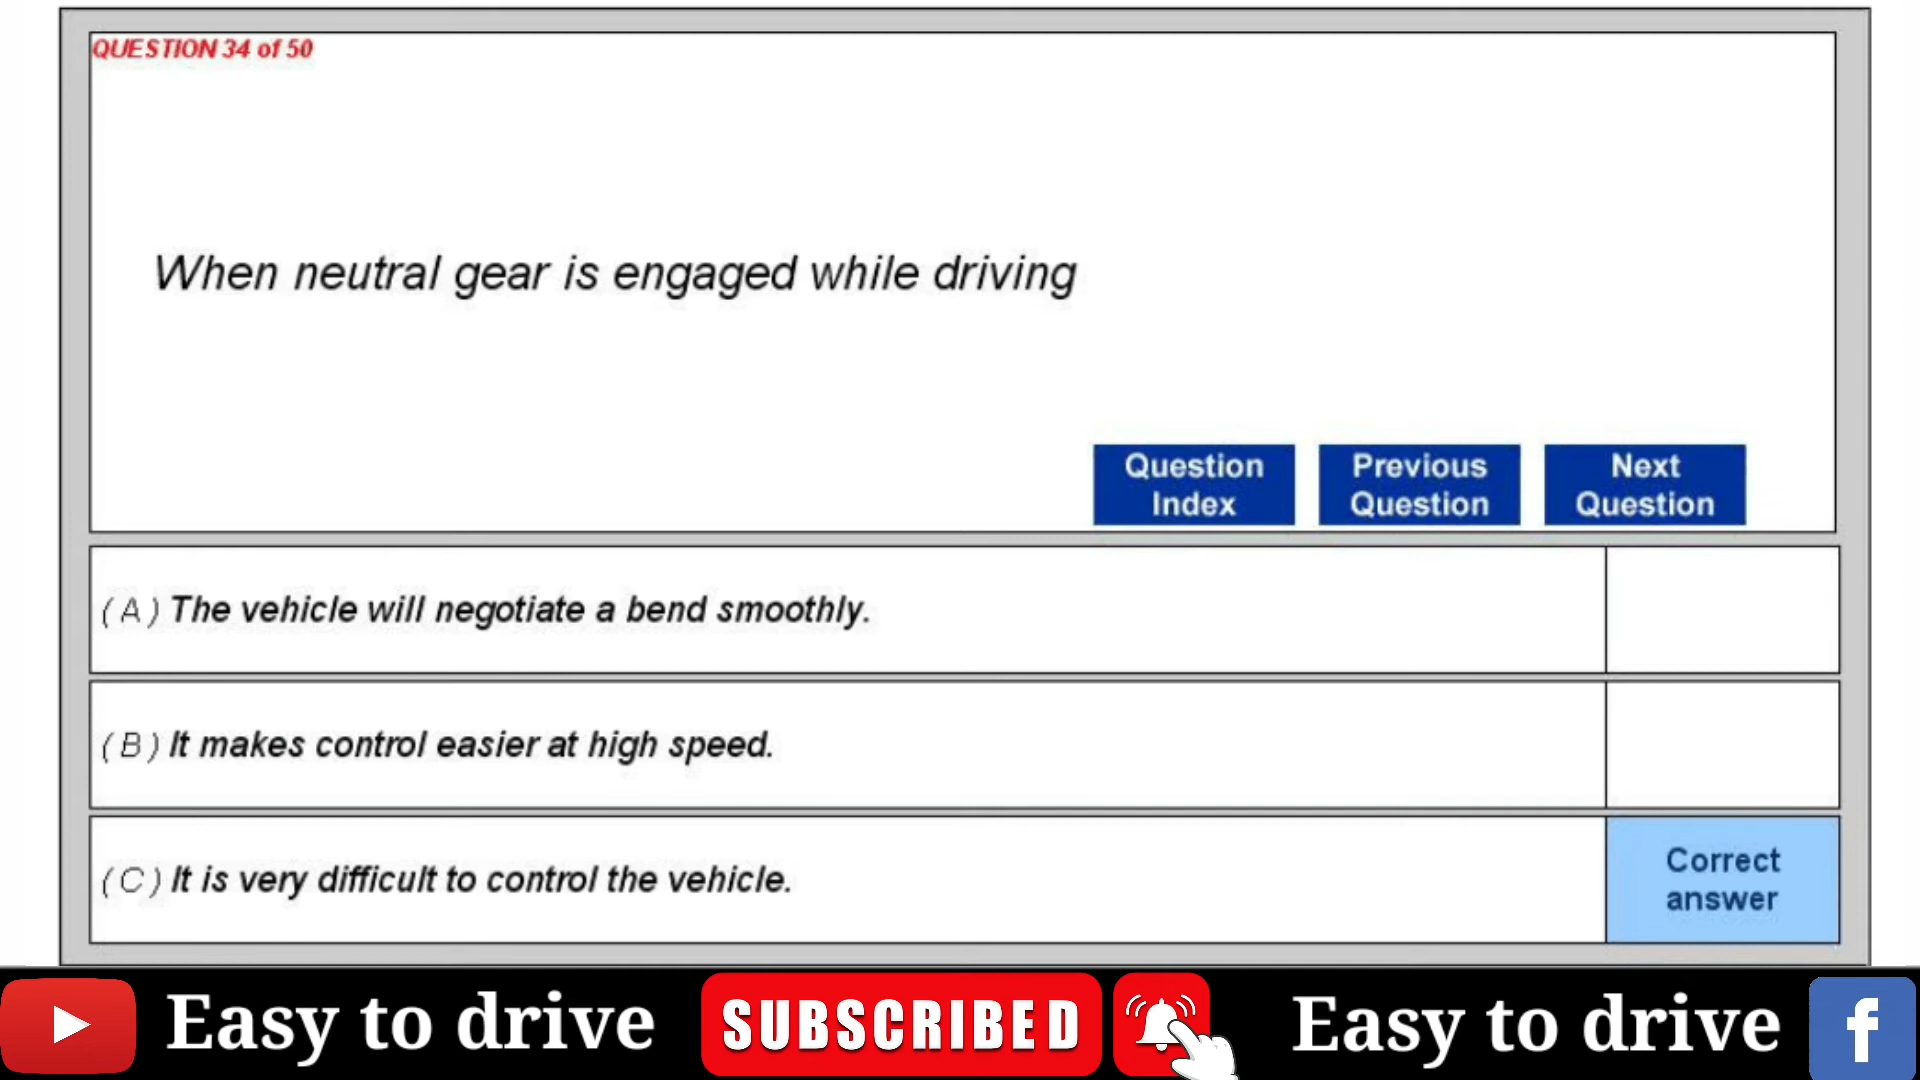 QUESTION 34 of 50
When neutral gear is engaged while driving
Question
Index
Previous
Question
Next
Question
(A) The vehicle will negotiate a bend smoothly.
(B) It makes control easier at high speed.
(C) It is very difficult to control the vehicle.
Correct
answer
Easy to drive
SUBSCRIBED
Easy to drive
f